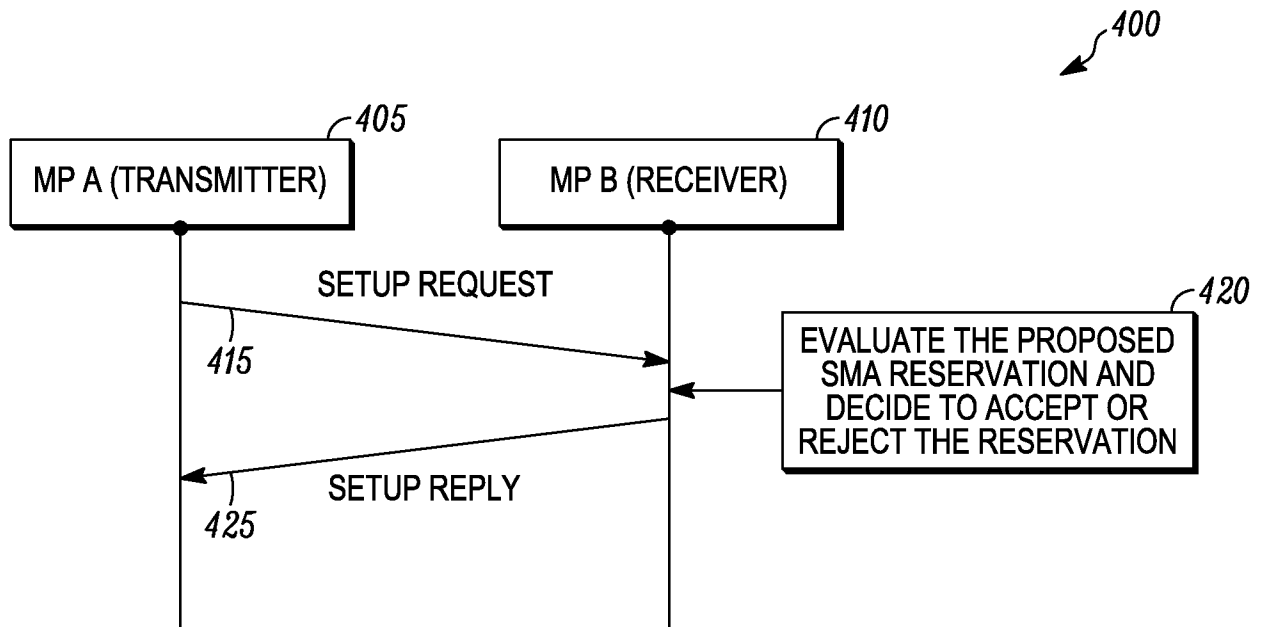 400
405
410
MP A (TRANSMITTER)
MP B (RECEIVER)
SETUP REQUEST
415
420
EVALUATE THE PROPOSED
SMA RESERVATION AND
DECIDE TO ACCEPT OR
REJECT THE RESERVATION
SETUP REPLY
425